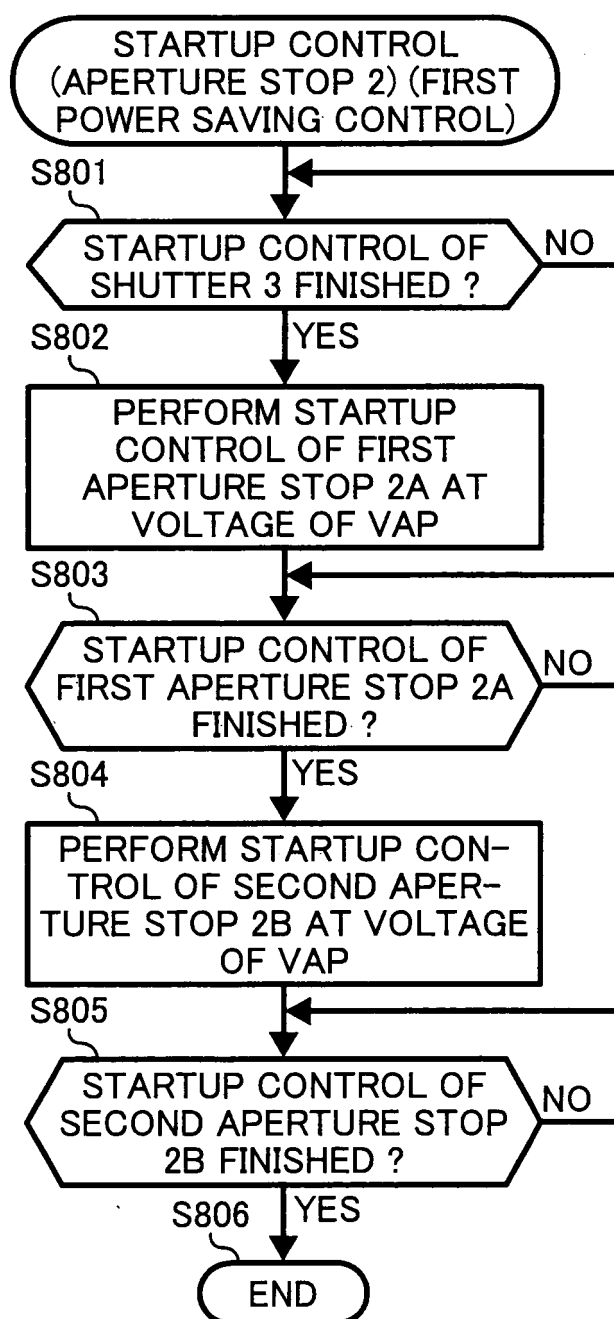 STARTUP CONTROL
(APERTURE STOP 2) (FIRST
POWER SAVING CONTROL)
S801
STARTUP CONTROL OF
SHUTTER 3 FINISHED ?
NO
YES
S802
PERFORM STARTUP
CONTROL OF FIRST
APERTURE STOP 2A AT
VOLTAGE OF VAP
S803
STARTUP CONTROL OF
FIRST APERTURE STOP 2A
FINISHED ?
NO
YES
S804
PERFORM STARTUP CON-
TROL OF SECOND APER-
TURE STOP 2B AT VOLTAGE
OF VAP
S805
STARTUP CONTROL OF
SECOND APERTURE STOP
2B FINISHED ?
NO
YES
S806
END